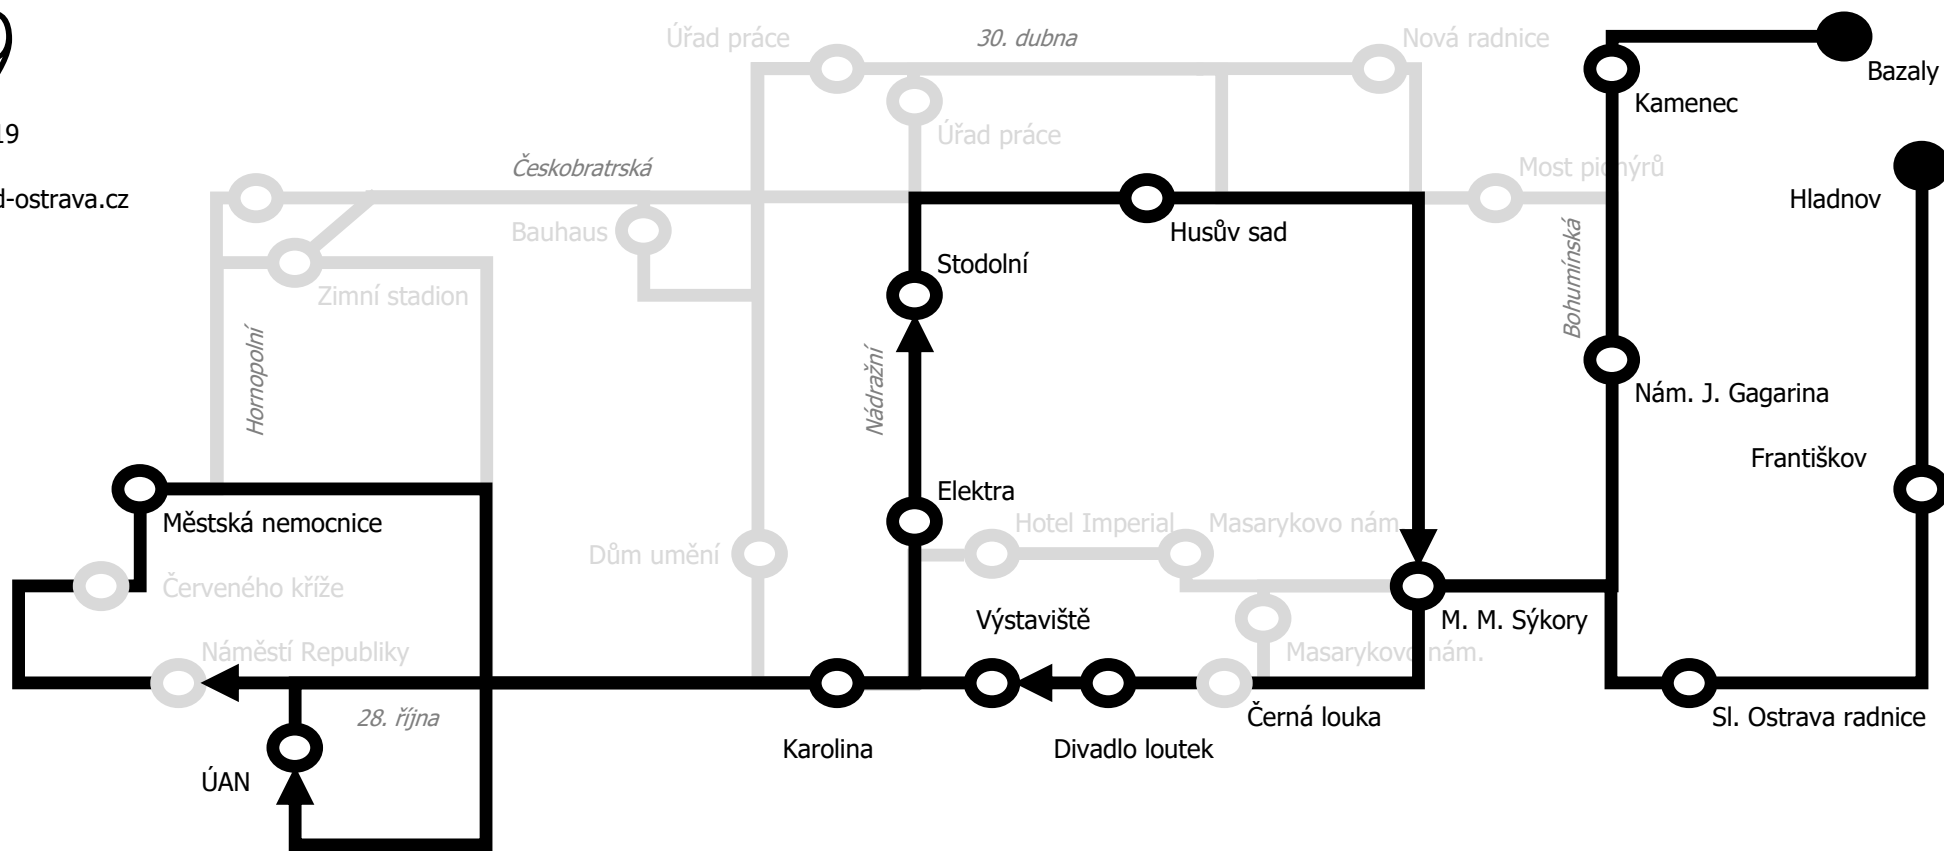 Úřad práce
30. dubna
Nová radnice
Bazaly
Kamenec
19
Úřad práce
Českobratrská
Most pionýrů
d-ostrava.cz
Hladnov
Bauhaus
Husův sad
Bohumínská
Stodolní
Zimní stadion
Hornopolní
Nádražní
Nám. J. Gagarina
Františkov
Elektra
Městská nemocnice
Hotel Imperial
Masarykovo nám.
Dům umění
Červeného kříže
Výstaviště
M. M. Sýkory
Náměstí Republiky
Masarykovo nám.
28. října
Černá louka
Sl. Ostrava radnice
Karolina
Divadlo loutek
ÚAN